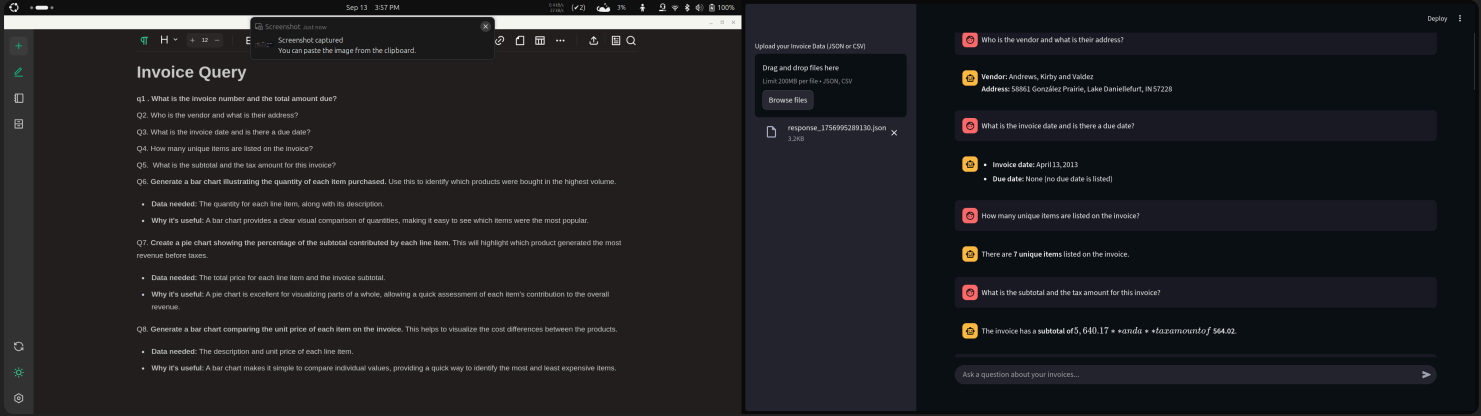 Sep 13 3:57 PM
(✔2)
3%
100%
Screenshot Just now
Screenshot captured
You can paste the image from the clipboard.
H
12
Invoice Query
q1 . What is the invoice number and the total amount due?
Q2. Who is the vendor and what is their address?
Q3. What is the invoice date and is there a due date?
Q4. How many unique items are listed on the invoice?
Q5. What is the subtotal and the tax amount for this invoice?
Q6. Generate a bar chart illustrating the quantity of each item purchased. Use this to identify which products were bought in the highest volume.
• Data needed: The quantity for each line item, along with its description.
• Why it's useful: A bar chart provides a clear visual comparison of quantities, making it easy to see which items were the most popular.
Q7. Create a pie chart showing the percentage of the subtotal contributed by each line item. This will highlight which product generated the most
revenue before taxes.
• Data needed: The total price for each line item and the invoice subtotal.
• Why it's useful: A pie chart is excellent for visualizing parts of a whole, allowing a quick assessment of each item's contribution to the overall
revenue.
Q8. Generate a bar chart comparing the unit price of each item on the invoice. This helps to visualize the cost differences between the products.
• Data needed: The description and unit price of each line item.
• Why it's useful: A bar chart makes it simple to compare individual values, providing a quick way to identify the most and least expensive items.
Upload your Invoice Data (JSON or CSV)
Drag and drop files here
Limit 200MB per file • JSON, CSV
Browse files
response_1756995289130.json
3.2KB
Deploy
Who is the vendor and what is their address?
Vendor: Andrews, Kirby and Valdez
Address: 58861 González Prairie, Lake Daniellefurt, IN 57228
What is the invoice date and is there a due date?
• Invoice date: April 13, 2013
• Due date: None (no due date is listed)
How many unique items are listed on the invoice?
There are 7 unique items listed on the invoice.
What is the subtotal and the tax amount for this invoice?
The invoice has a subtotal of 5,640.17 * *anda * *taxamountof 564.02.
Ask a question about your invoices...